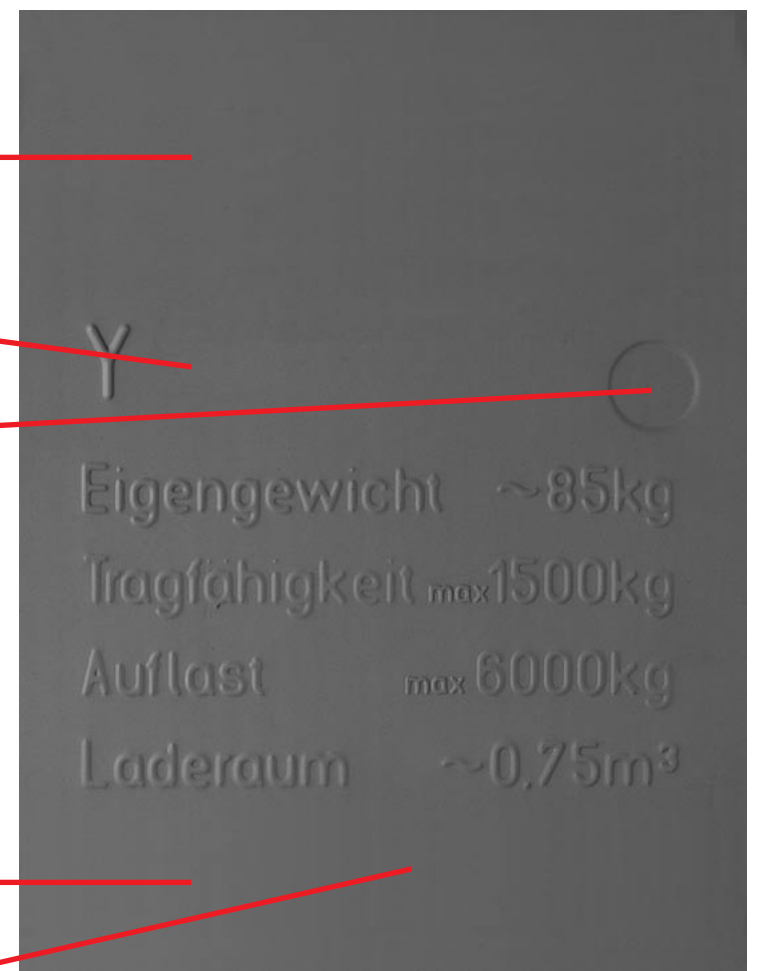 Y
Eigengewicht ~85kg
Tragfähigkeit max 1500kg
Auflast max 6000kg
Laderaum ~0,75m³